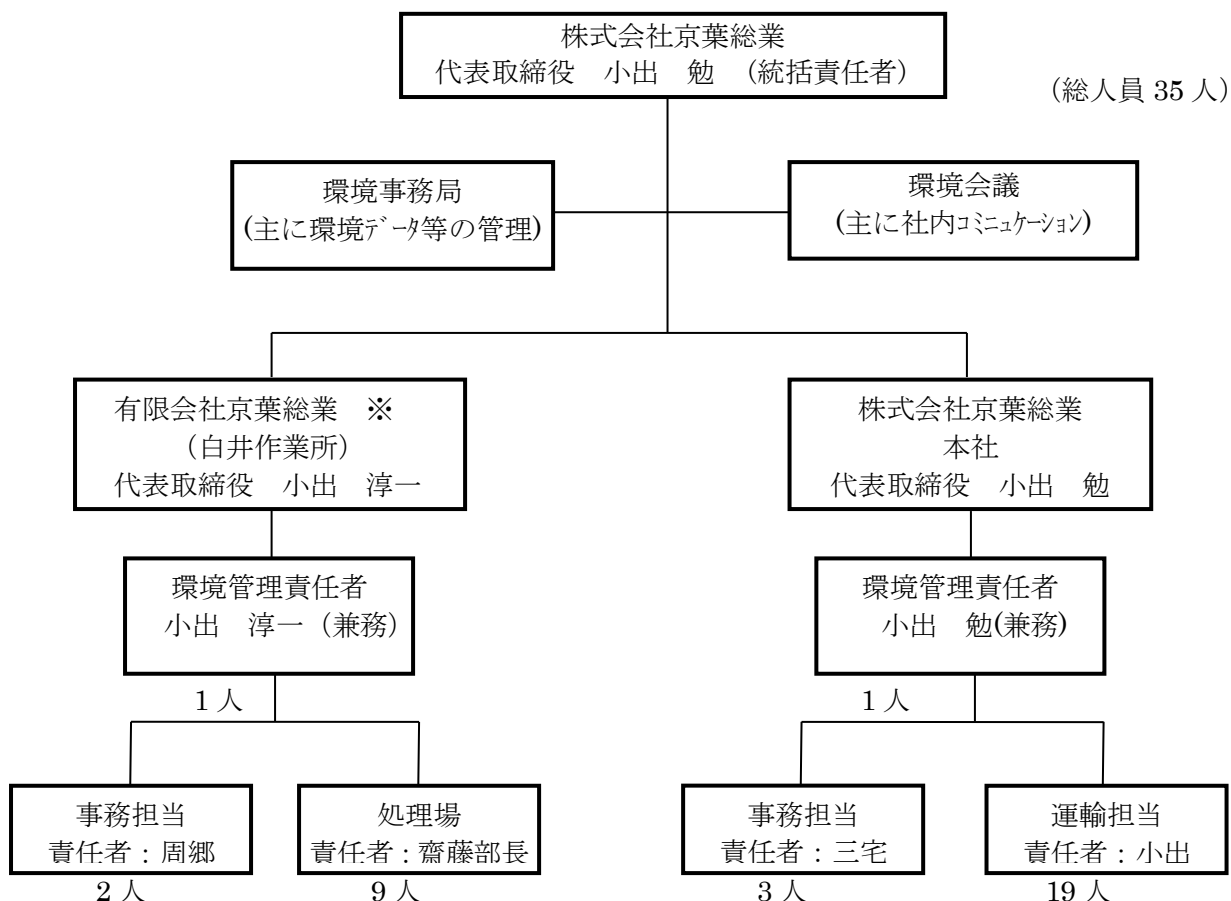 株式会社京葉総業
代表取締役　小出　勉　（統括責任者）
（総人員 35 人）
環境事務局
(主に環境ﾃﾞｰﾀ等の管理)
環境会議
(主に社内ｺﾐﾆｭｹｰｼｮﾝ)
有限会社京葉総業　※
（白井作業所）
代表取締役　小出　淳一
株式会社京葉総業
本社
代表取締役　小出　勉
環境管理責任者
小出　淳一（兼務）
環境管理責任者
小出　勉(兼務)
1 人
1 人
事務担当
責任者：周郷
処理場
責任者：齋藤部長
事務担当
責任者：三宅
運輸担当
責任者：小出
2 人
9 人
3 人
19 人